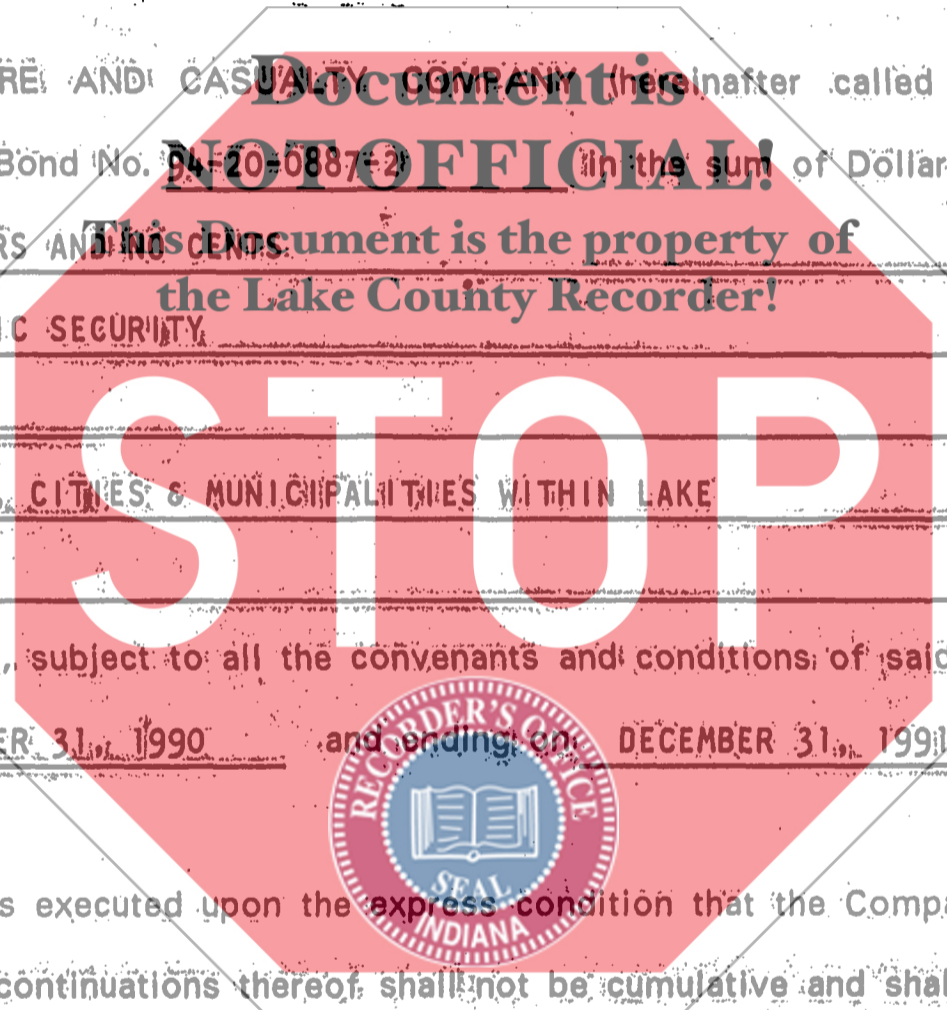 RE AND CASUALTY COMPANY (hereinafter called
Document is
Bond No. 94-20-0887-2 in the sum of Dollar
NOT OFFICIAL!
RS AND NO CENTS
This Document is the property of
the Lake County Recorder!
C SECURITY
STOP
CITIES & MUNICIPALITIES WITHIN LAKE
subject to all the convenants and conditions of said
ER 31, 1990 and ending on DECEMBER 31, 1991
RECORDER'S OFFICE
SEAL
INDIANA
s executed upon the express condition that the Compa
continuations thereof shall not be cumulative and shal